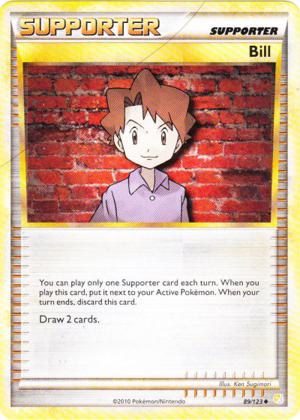 SUPPORTER SUPPORTER
Bill
You can play only one Supporter card each turn. When you
play this card, put it next to your Active Pokémon. When your
turn ends, discard this card.
Draw 2 cards.
Illus. Ken Sugimori
©2010 Pokémon/Nintendo 89/123